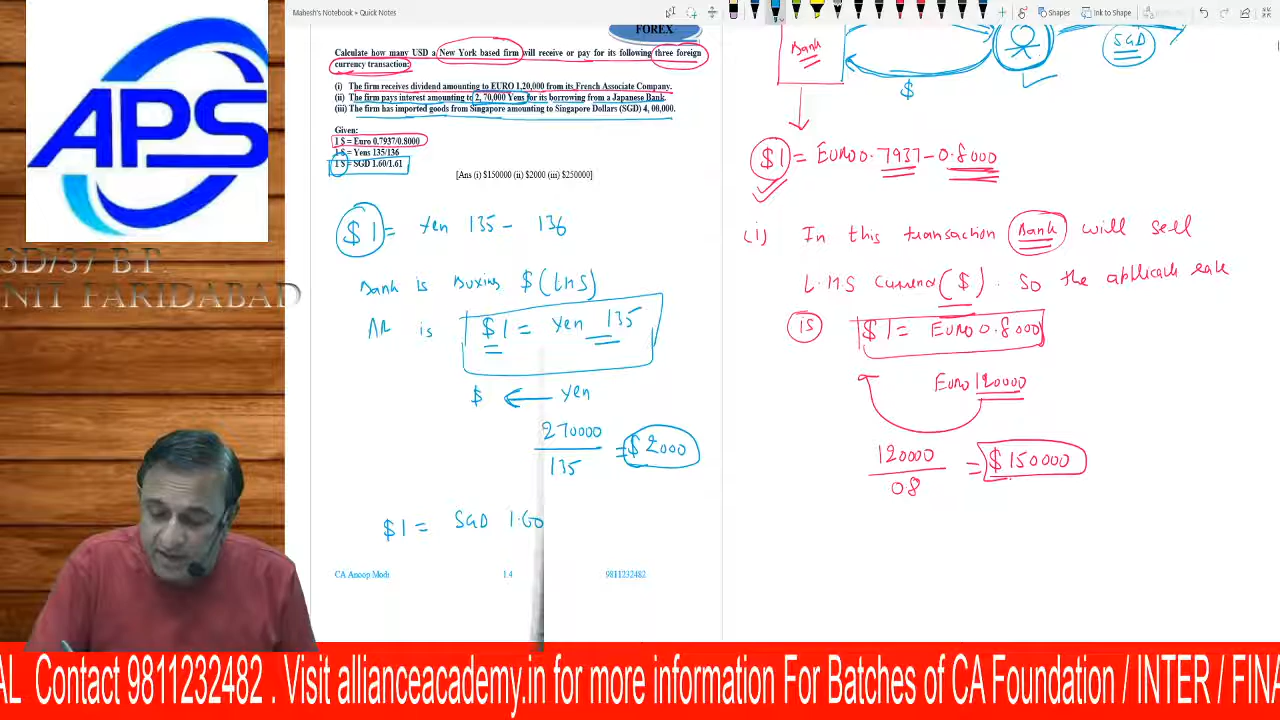 Mahesh's Notebook » Quick Notes
Shapes
Ink to Shape
APS
3D/37 B.P.
NIT FARIDABAD
FOREX
Calculate how many USD a New York based firm will receive or pay for its following three foreign
currency transaction:
(i) The firm receives dividend amounting to EURO 1,20,000 from its French Associate Company.
(ii) The firm pays interest amounting to 2, 70,000 Yens for its borrowing from a Japanese Bank.
(iii) The firm has imported goods from Singapore amounting to Singapore Dollars (SGD) 4, 00,000.
Given:
1 $ = Euro 0.7937/0.8000
1 $ = Yens 135/136
1 $ = SGD 1.60/1.61
[Ans (i) $150000 (ii) $2000 (iii) $250000]
$1 = Yen 135 - 136
Bank is Buying $ (LHS)
AR is $1 = Yen 135
$ ← Yen
270000
135
= $2000
$1 = SGD 1.60
CA Anoop Modi
1.4
9811232482
Bank
$
SGD
$1 = EURO 0.7937 - 0.8000
(i) In this transaction Bank will sell
L.H.S currency ($). So the applicable rate
is $1 = EURO 0.8000
Euro 120000
120000
08
= $150000
AL Contact 9811232482 . Visit allianceacademy.in for more information For Batches of CA Foundation / INTER / FINA